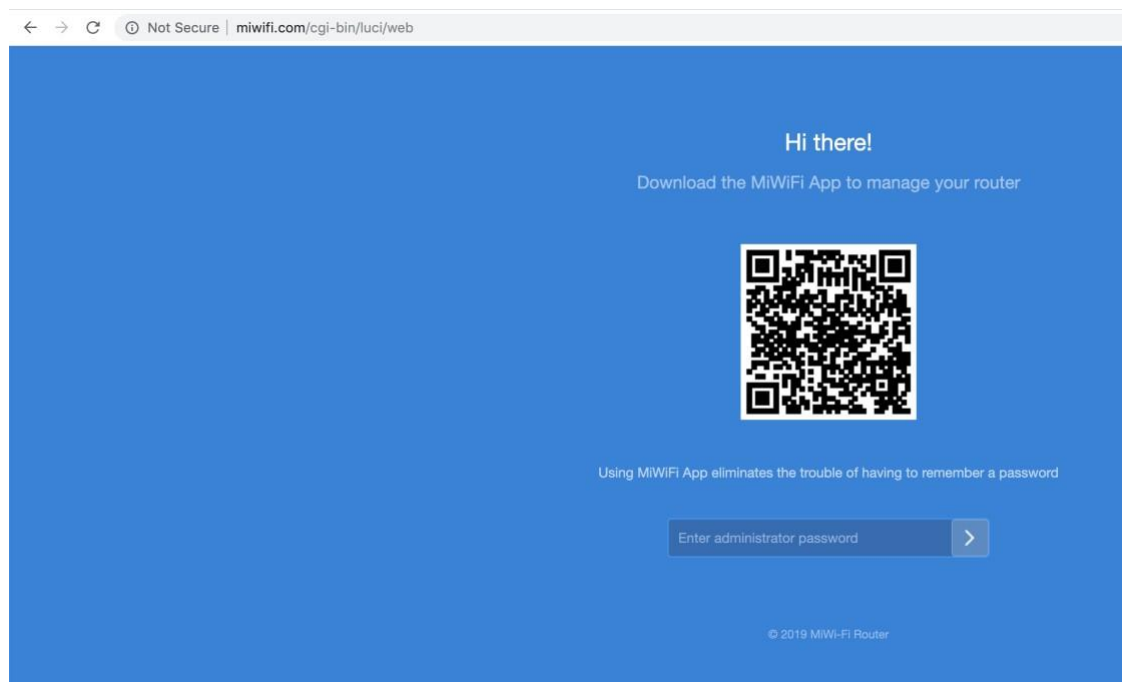 Not Secure | miwifi.com/cgi-bin/luci/web
Hi there!
Download the MiWiFi App to manage your router
Using MiWiFi App eliminates the trouble of having to remember a password
Enter administrator password
© 2019 MiWi-Fi Router